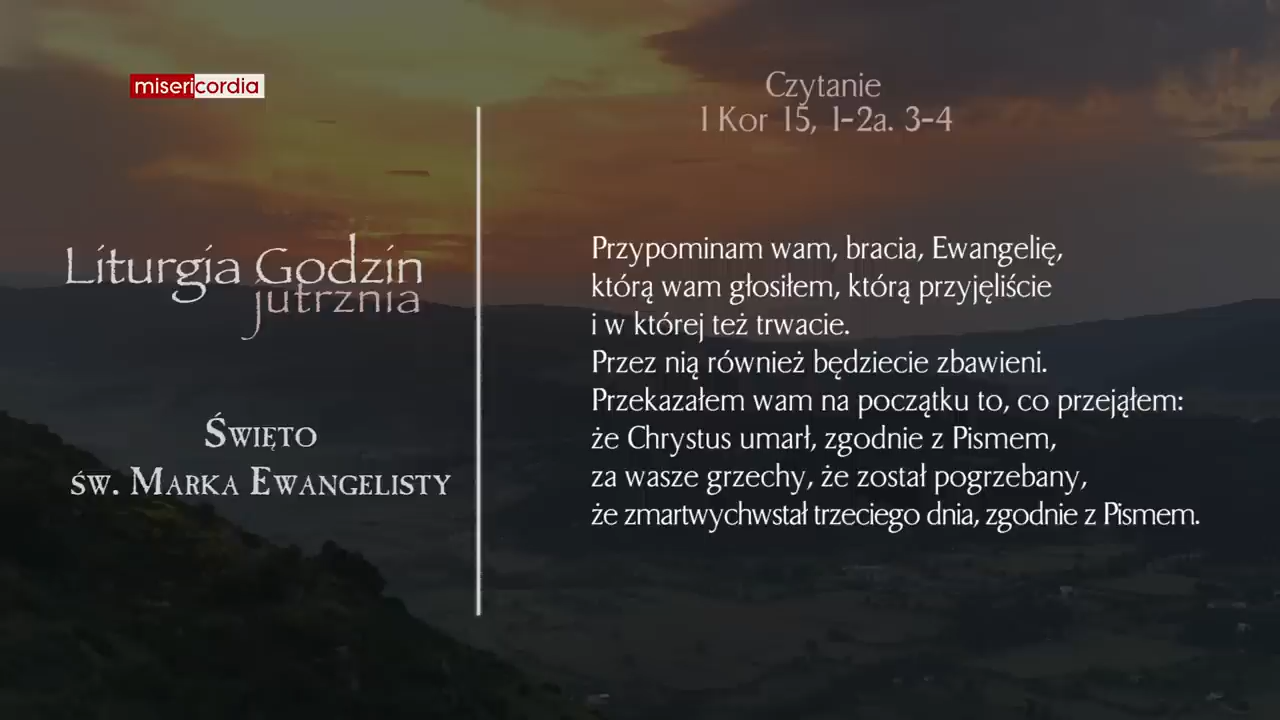 misericordia
Liturgia Godzin
jutrznia
Święto
św. Marka Ewangelisty
Czytanie
1 Kor 15, 1-2a. 3-4
Przypominam wam, bracia, Ewangelię,
którą wam głosiłem, którą przyjęliście
i w której też trwacie.
Przez nią również będziecie zbawieni.
Przekazałem wam na początku to, co przejąłem:
że Chrystus umarł, zgodnie z Pismem,
za wasze grzechy, że został pogrzebany,
że zmartwychwstał trzeciego dnia, zgodnie z Pismem.